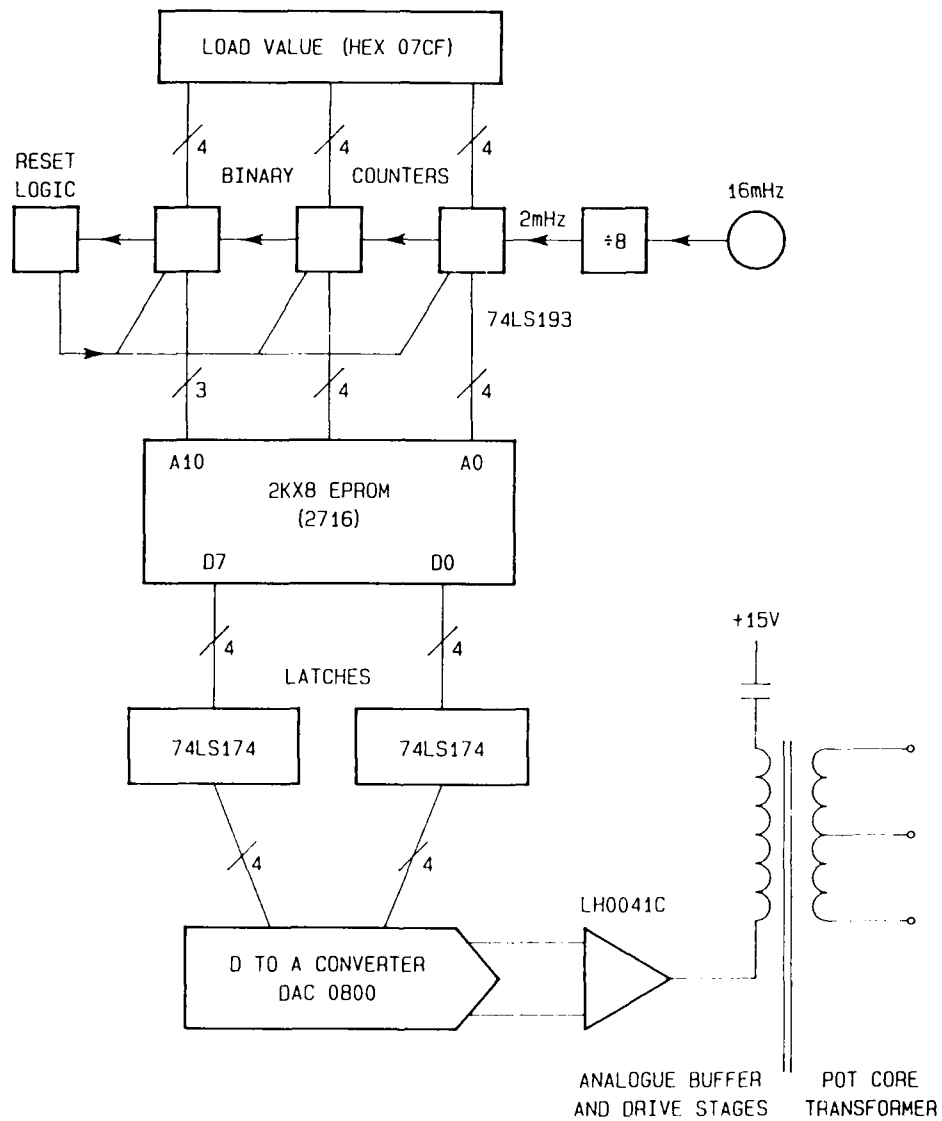 LOAD VALUE (HEX 07CF)
4
4
4
RESET
LOGIC
BINARY COUNTERS
16mHz
2mHz
÷8
74LS193
3
4
4
A10
A0
2KX8 EPROM
(2716)
D7
D0
4
4
LATCHES
74LS174
74LS174
4
4
+15V
LH0041C
D TO A CONVERTER
DAC 0800
ANALOGUE BUFFER
AND DRIVE STAGES
POT CORE
TRANSFORMER